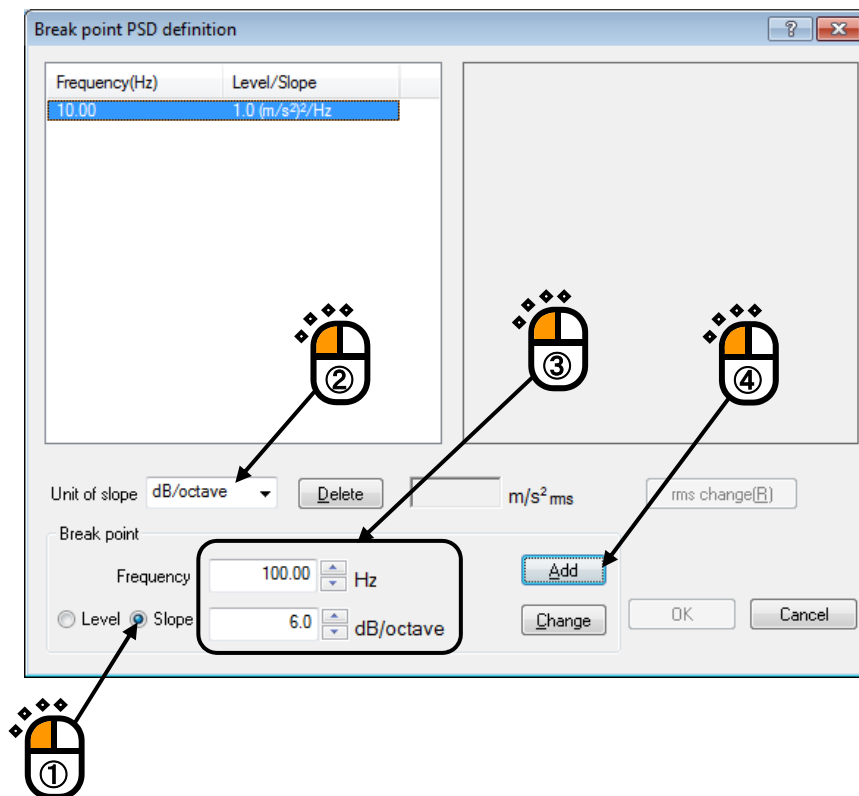 Break point PSD definition ?
Frequency(Hz) Level/Slope
10.00 1.0 (m/s²)²/Hz
② ③ ④
Unit of slope dB/octave Delete m/s² rms rms change(R)
Break point
Frequency 100.00 Hz Add
Level Slope 6.0 dB/octave Change OK Cancel
①